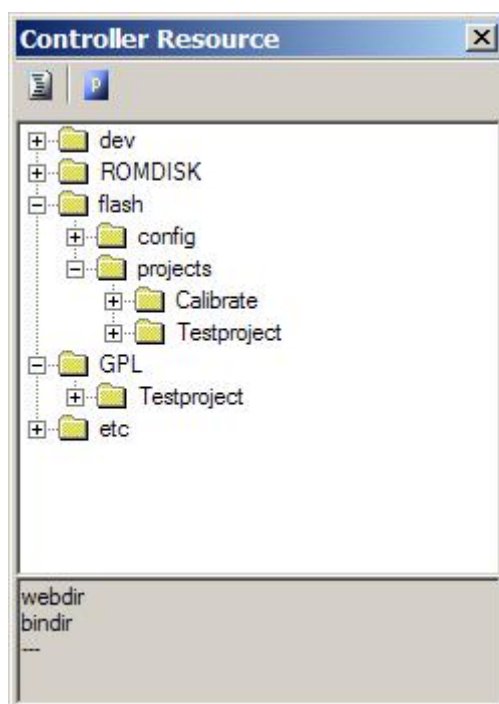 Controller Resource
P
dev
ROMDISK
flash
config
projects
Calibrate
Testproject
GPL
Testproject
etc
webdir
bindir
---